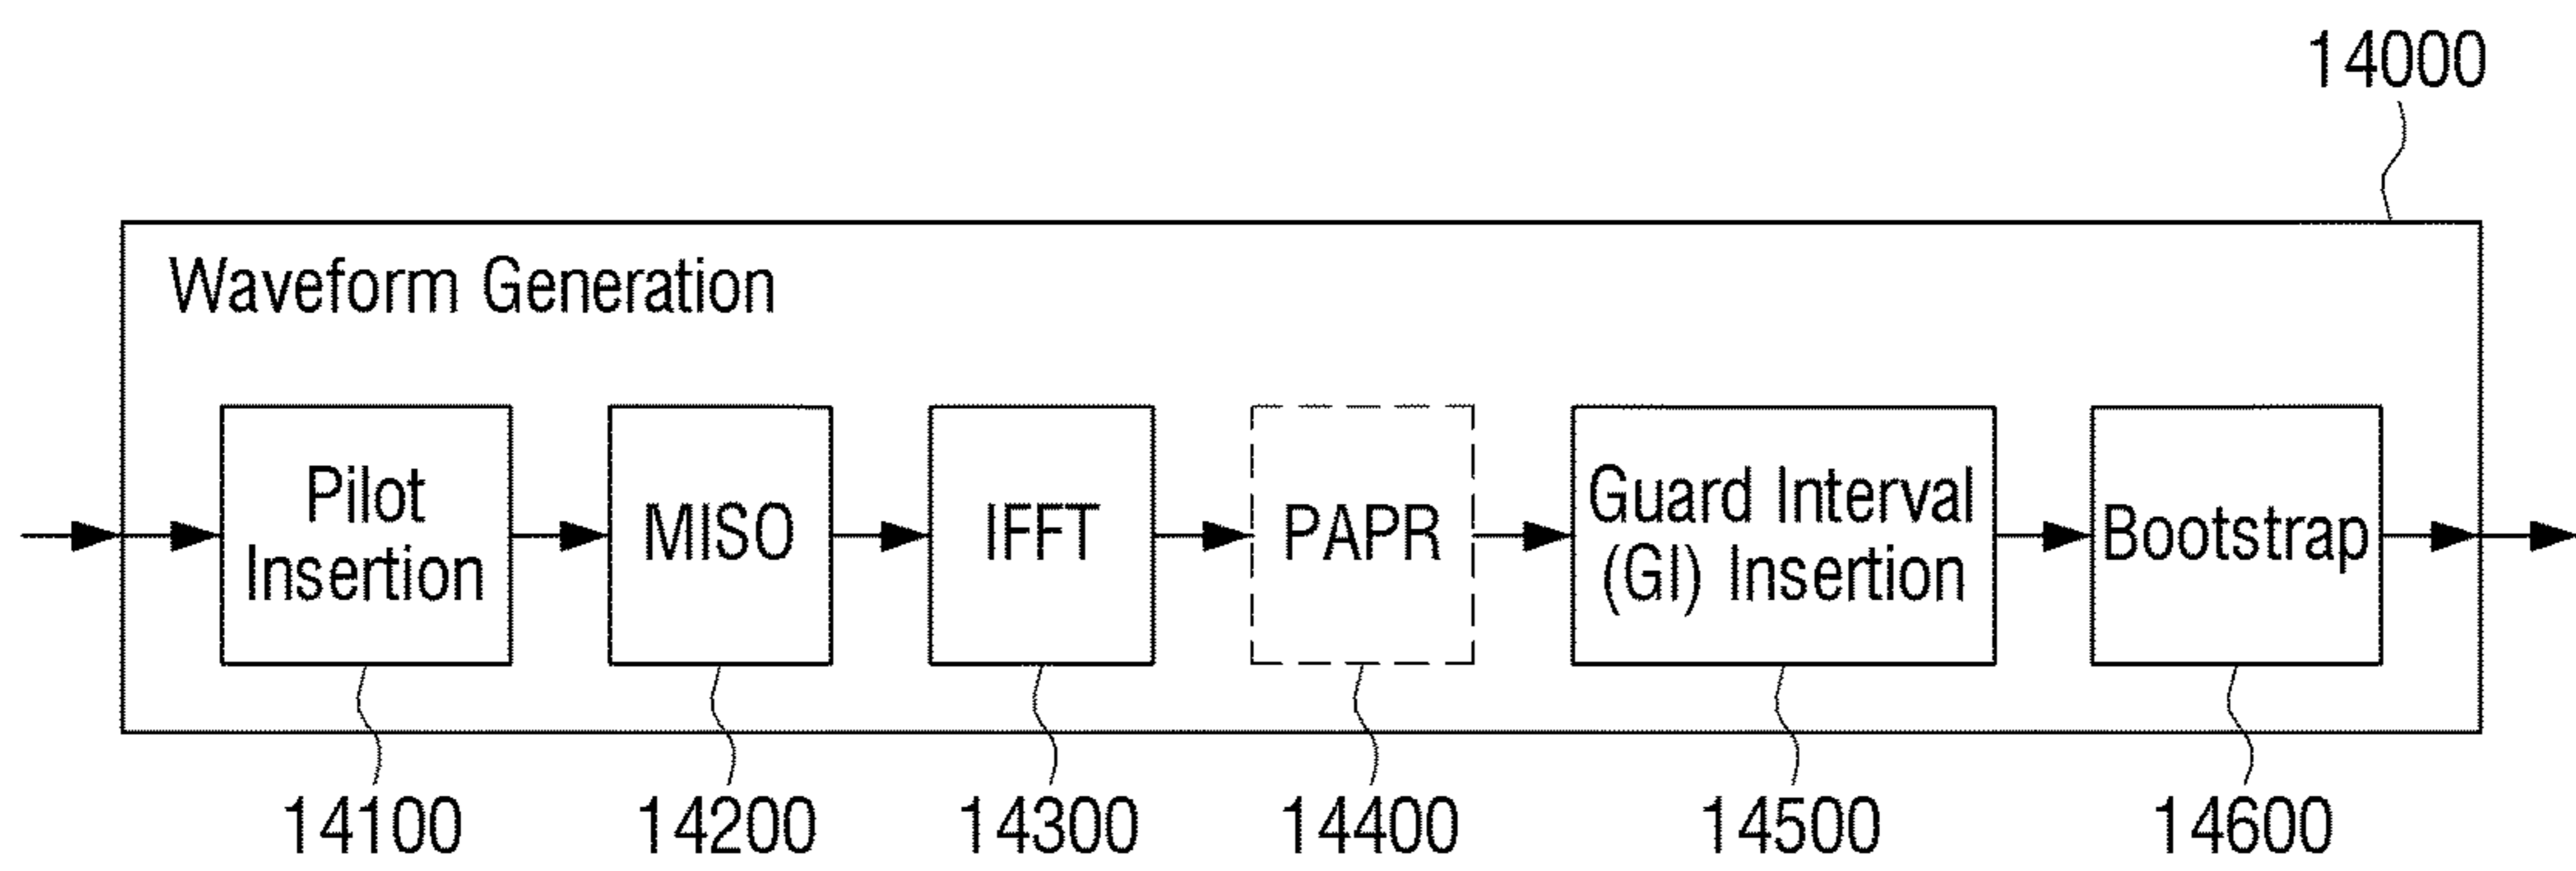 14000
Waveform Generation
Pilot
Insertion
MISO
IFFT
PAPR
Guard Interval
(GI) Insertion
Bootstrap
14100
14200
14300
14400
14500
14600